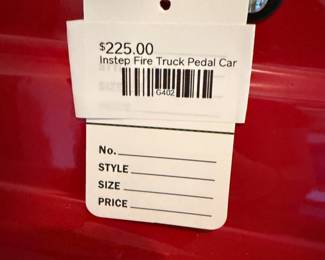 $225.00
Instep Fire Truck Pedal Car
G402
No.
STYLE
SIZE
PRICE